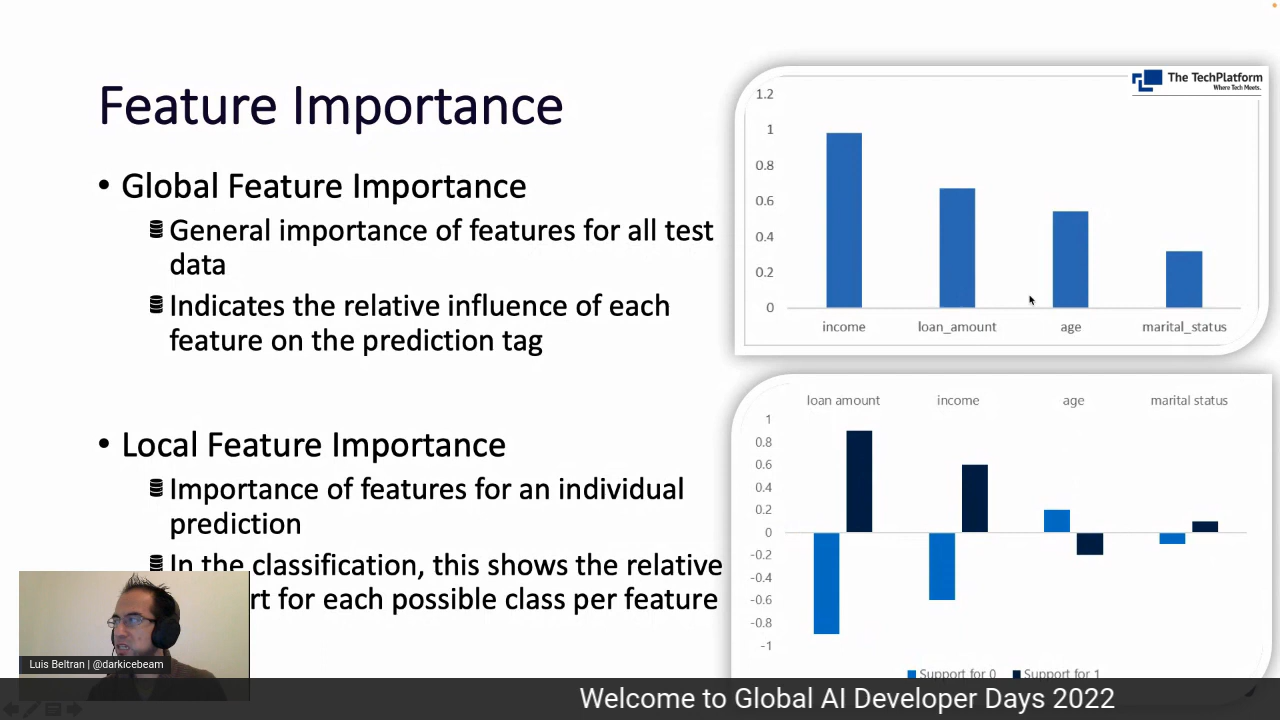 Feature Importance
• Global Feature Importance
General importance of features for all test
data
Indicates the relative influence of each
feature on the prediction tag
• Local Feature Importance
Importance of features for an individual
prediction
In the classification, this shows the relative
rt for each possible class per feature
The TechPlatform
Where Tech Meets.
1.2
1
0.8
0.6
0.4
0.2
0
income loan_amount age marital_status
loan amount income age marital status
1
0.8
0.6
0.4
0.2
0
-0.2
-0.4
-0.6
-0.8
-1
Support for 0 Support for 1
Luis Beltran | @darkicebeam
Welcome to Global AI Developer Days 2022